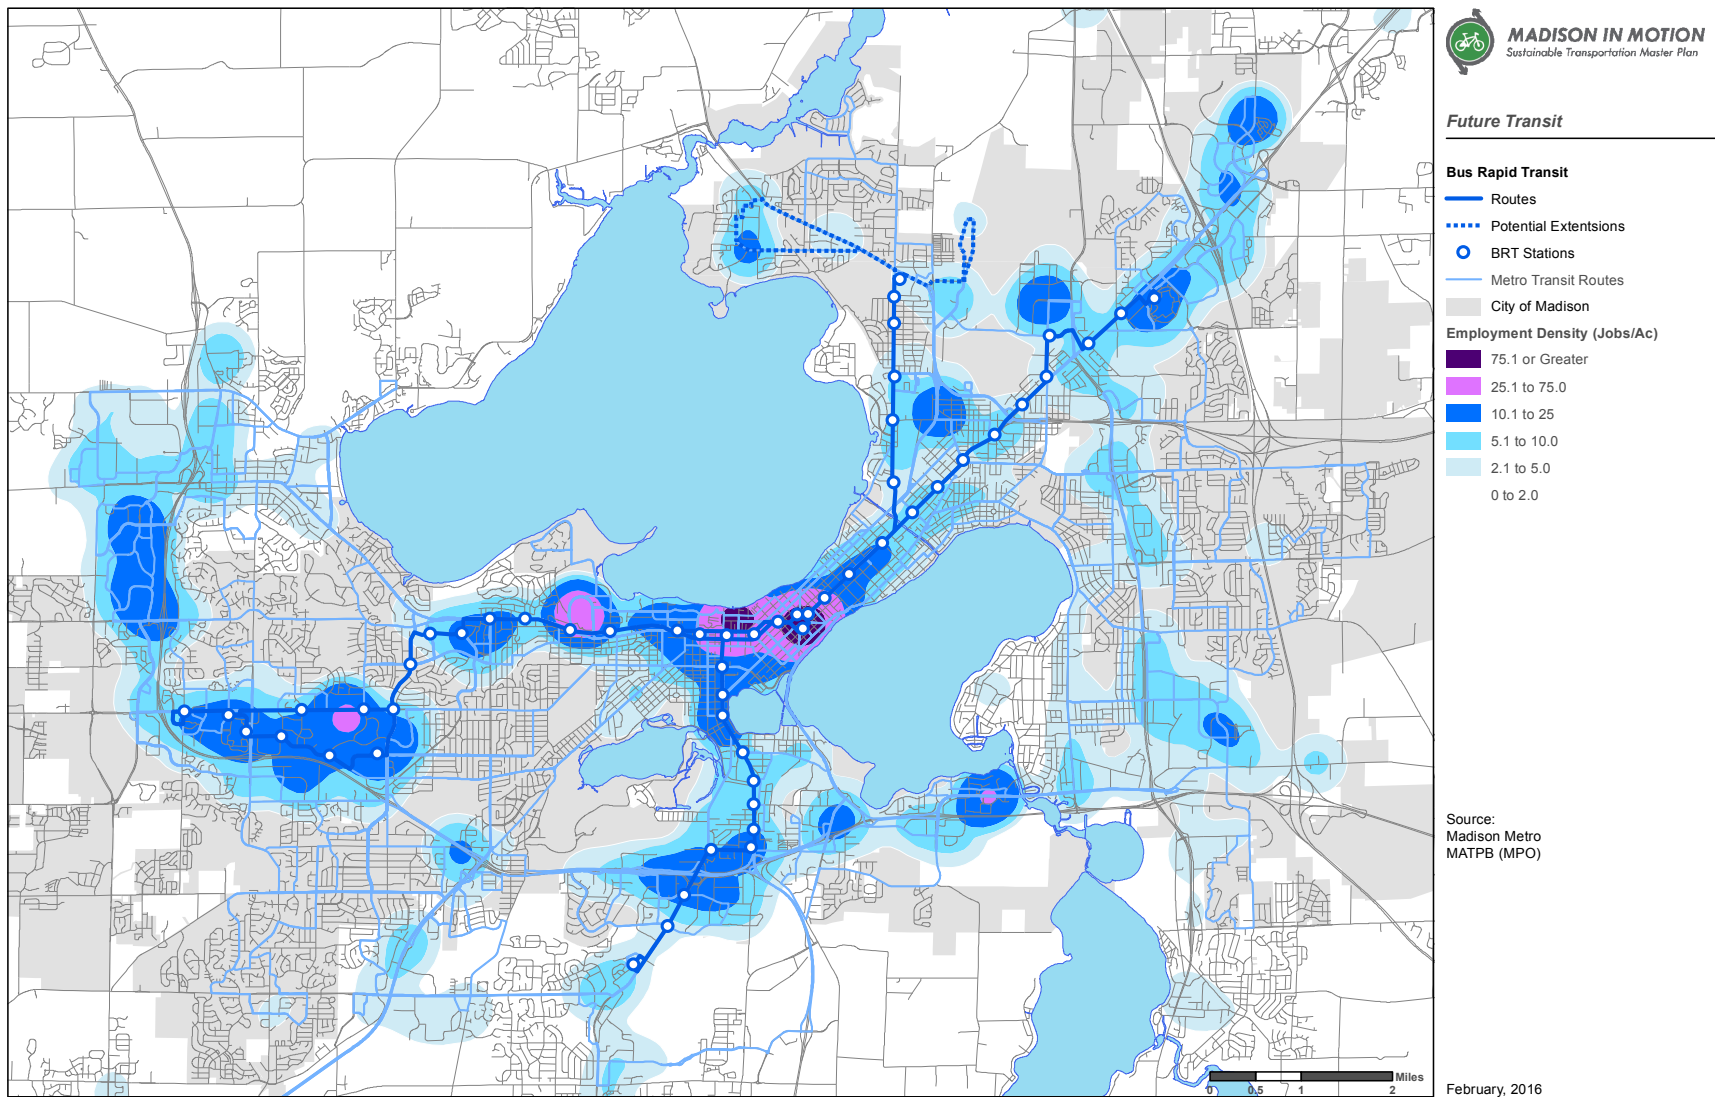 MADISON IN MOTION
Sustainable Transportation Master Plan
Future Transit
Bus Rapid Transit
Routes
Potential Extenstions
BRT Stations
Metro Transit Routes
City of Madison
Employment Density (Jobs/Ac)
75.1 or Greater
25.1 to 75.0
10.1 to 25
5.1 to 10.0
2.1 to 5.0
0 to 2.0
Source:
Madison Metro
MATPB (MPO)
Miles
0 0.5 1 2
February, 2016